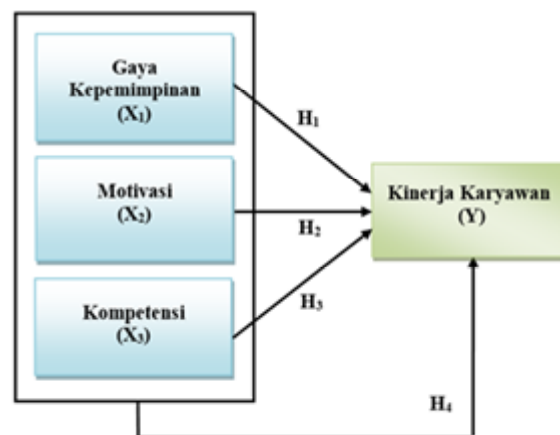 Gaya
Kepemimpinan
(X₁)
H₁
Motivasi
(X₂)
H₂
Kinerja Karyawan
(Y)
Kompetensi
(X₃)
H₃
H₄